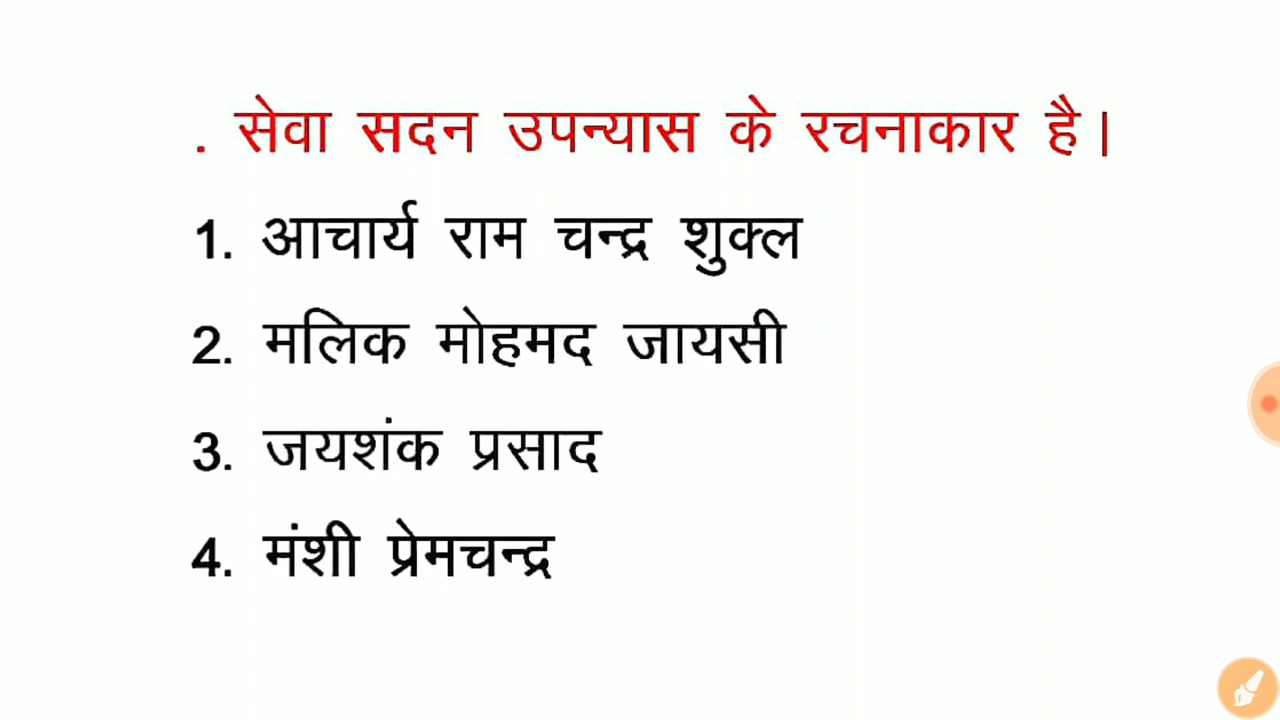 . सेवा सदन उपन्यास के रचनाकार है।
1. आचार्य राम चन्द्र शुक्ल
2. मलिक मोहमद जायसी
3. जयशंक प्रसाद
4. मंशी प्रेमचन्द्र